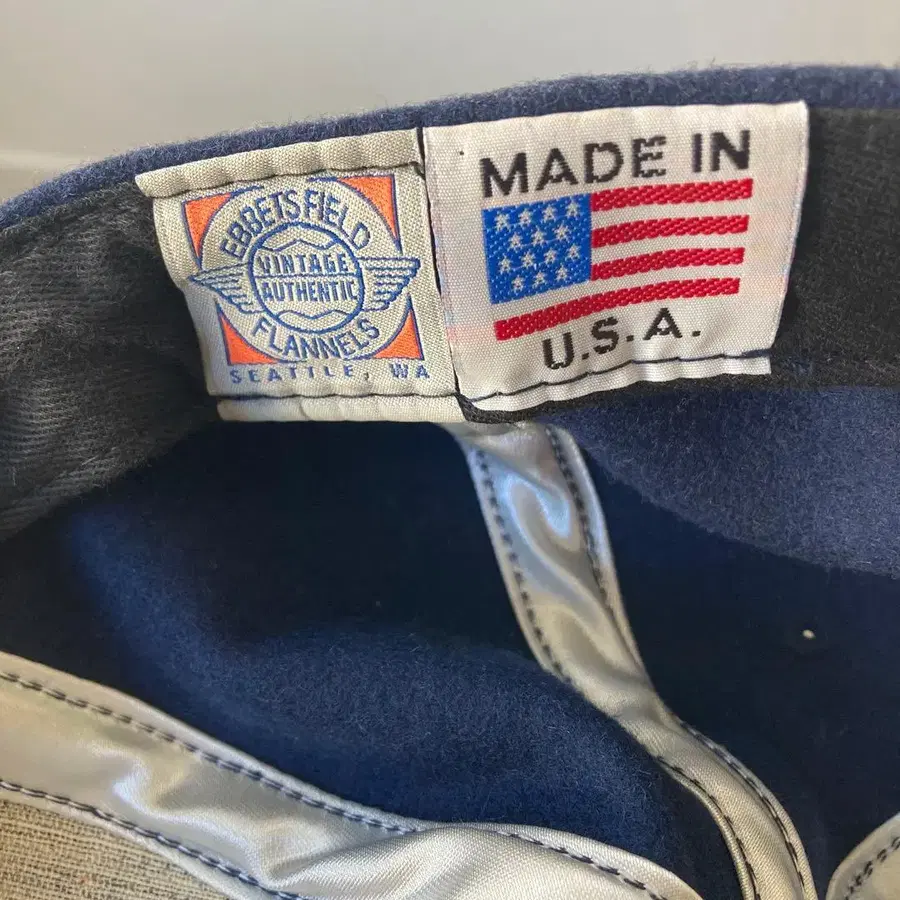 EBBETS FIELD
VINTAGE
AUTHENTIC
FLANNELS
SEATTLE, WA
MADE IN
U.S.A.